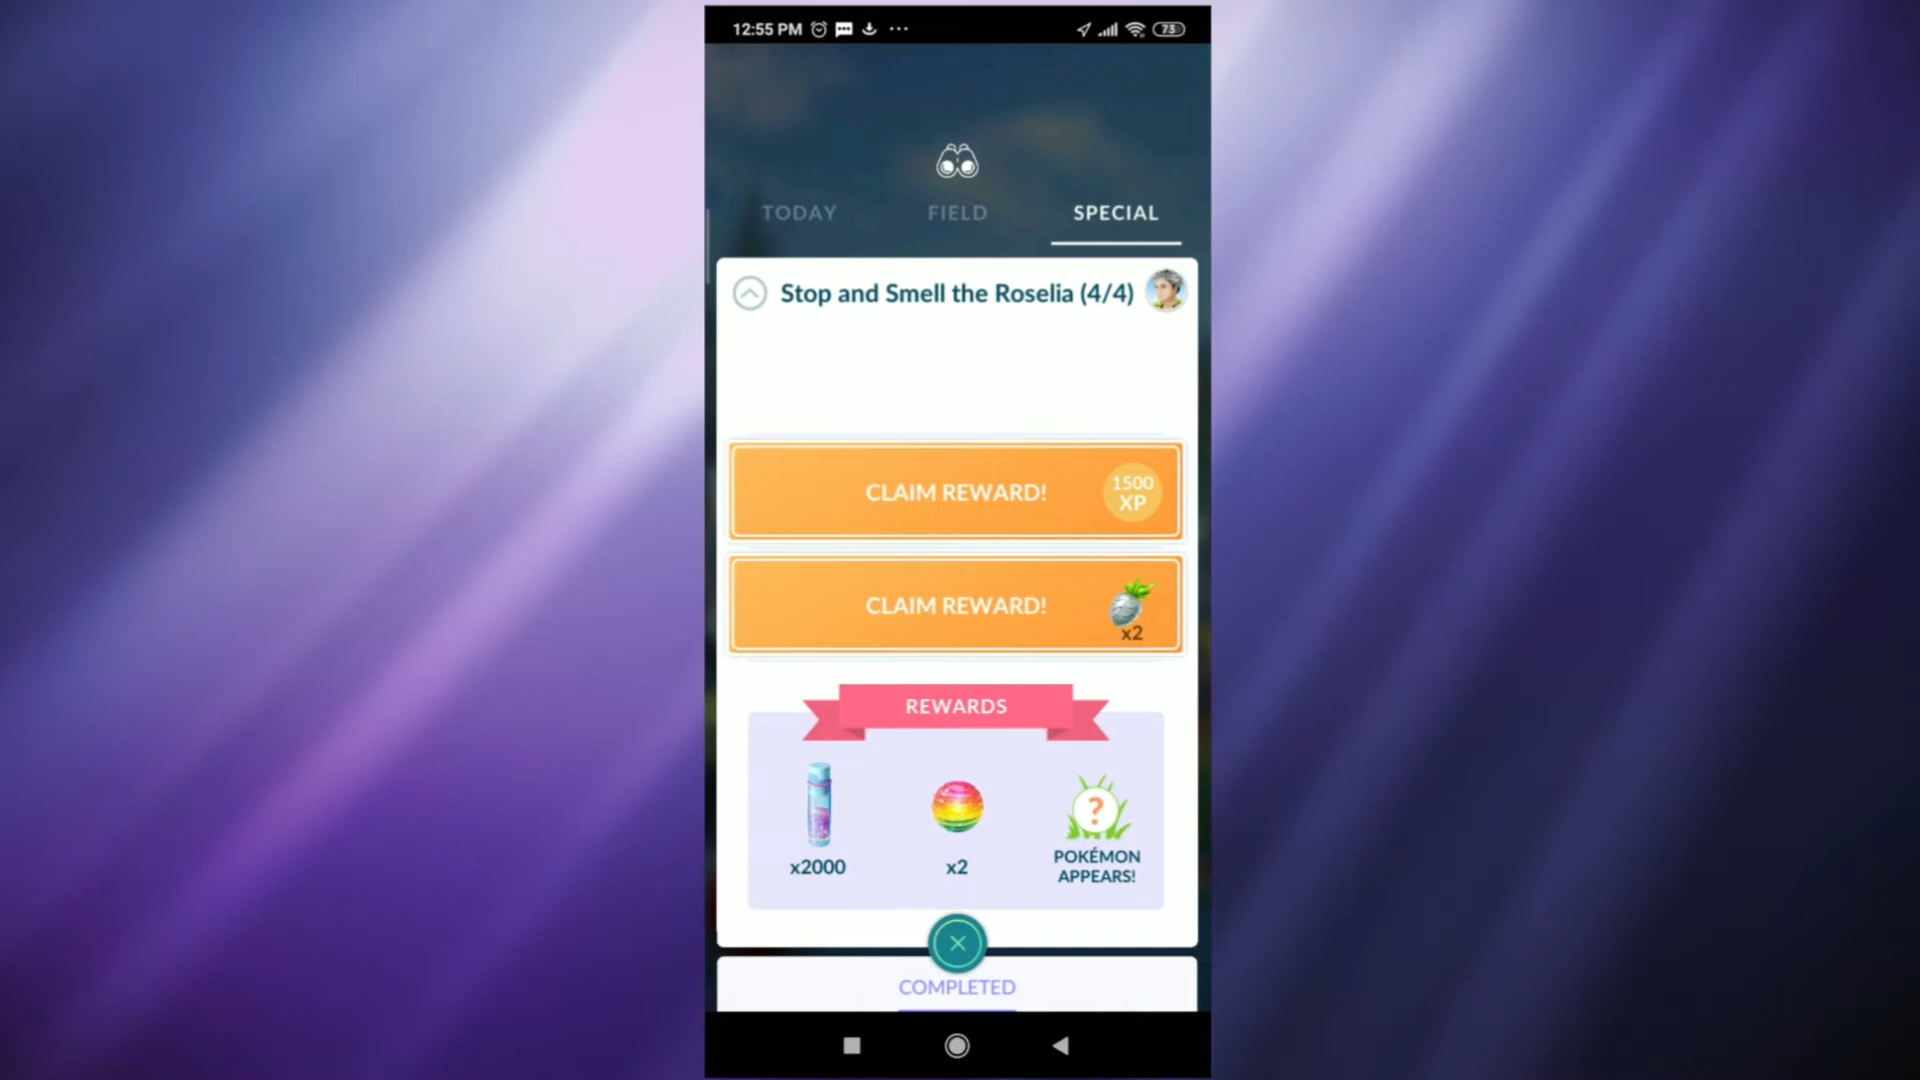 12:55 PM
73
TODAY FIELD SPECIAL
Stop and Smell the Roselia (4/4)
CLAIM REWARD! 1500 XP
CLAIM REWARD! x2
REWARDS
x2000 x2 POKÉMON
APPEARS!
COMPLETED